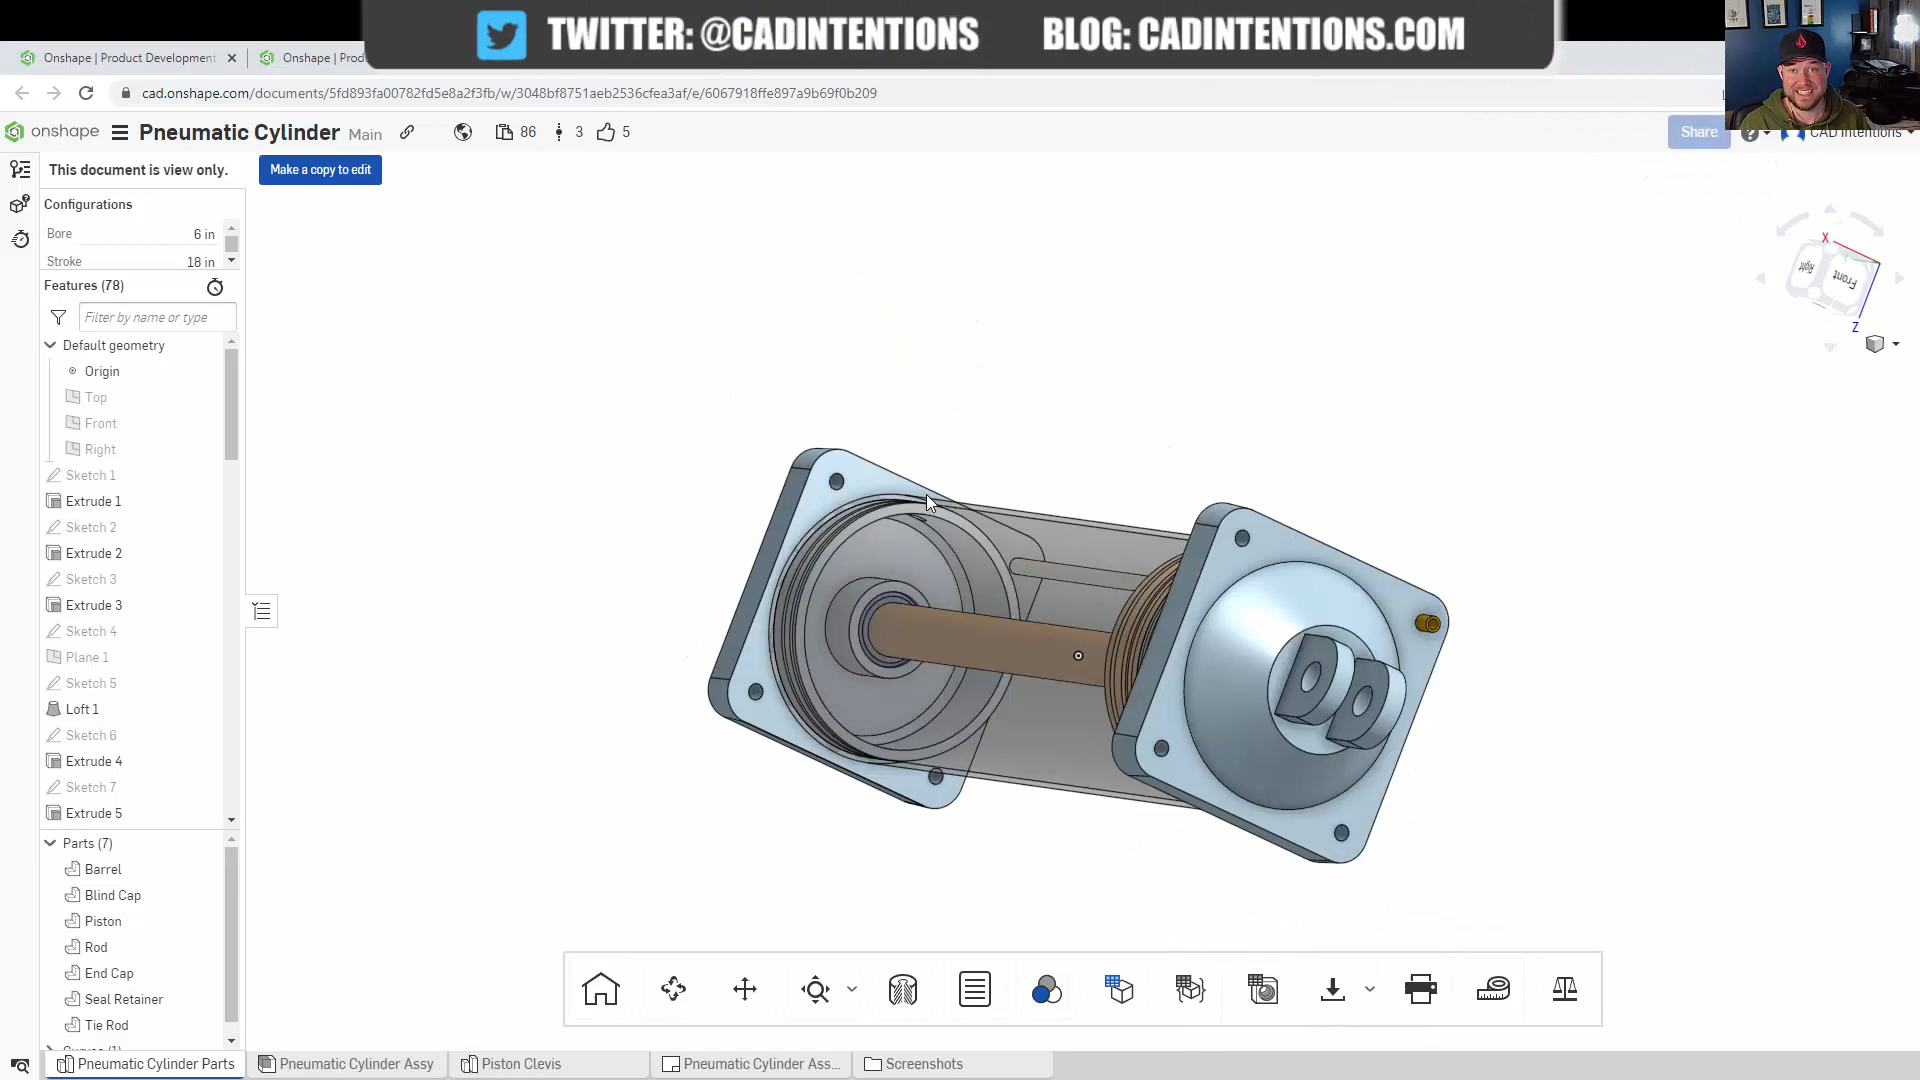 TWITTER: @CADINTENTIONS BLOG: CADINTENTIONS.COM
Onshape | Product Development
Onshape | Prod
cad.onshape.com/documents/5fd893fa00782fd5e8a2f3fb/w/3048bf8751aeb2536cfea3af/e/6067918ffe897a9b69f0b209
onshape Pneumatic Cylinder Main 86 3 5 Share CAD Intentions
This document is view only. Make a copy to edit
Configurations
Bore 6 in
Stroke 18 in
Features (78)
Filter by name or type
Default geometry
Origin
Top
Front
Right
Sketch 1
Extrude 1
Sketch 2
Extrude 2
Sketch 3
Extrude 3
Sketch 4
Plane 1
Sketch 5
Loft 1
Sketch 6
Extrude 4
Sketch 7
Extrude 5
Parts (7)
Barrel
Blind Cap
Piston
Rod
End Cap
Seal Retainer
Tie Rod
X
Right Front
Z
Pneumatic Cylinder Parts Pneumatic Cylinder Assy Piston Clevis Pneumatic Cylinder Ass... Screenshots